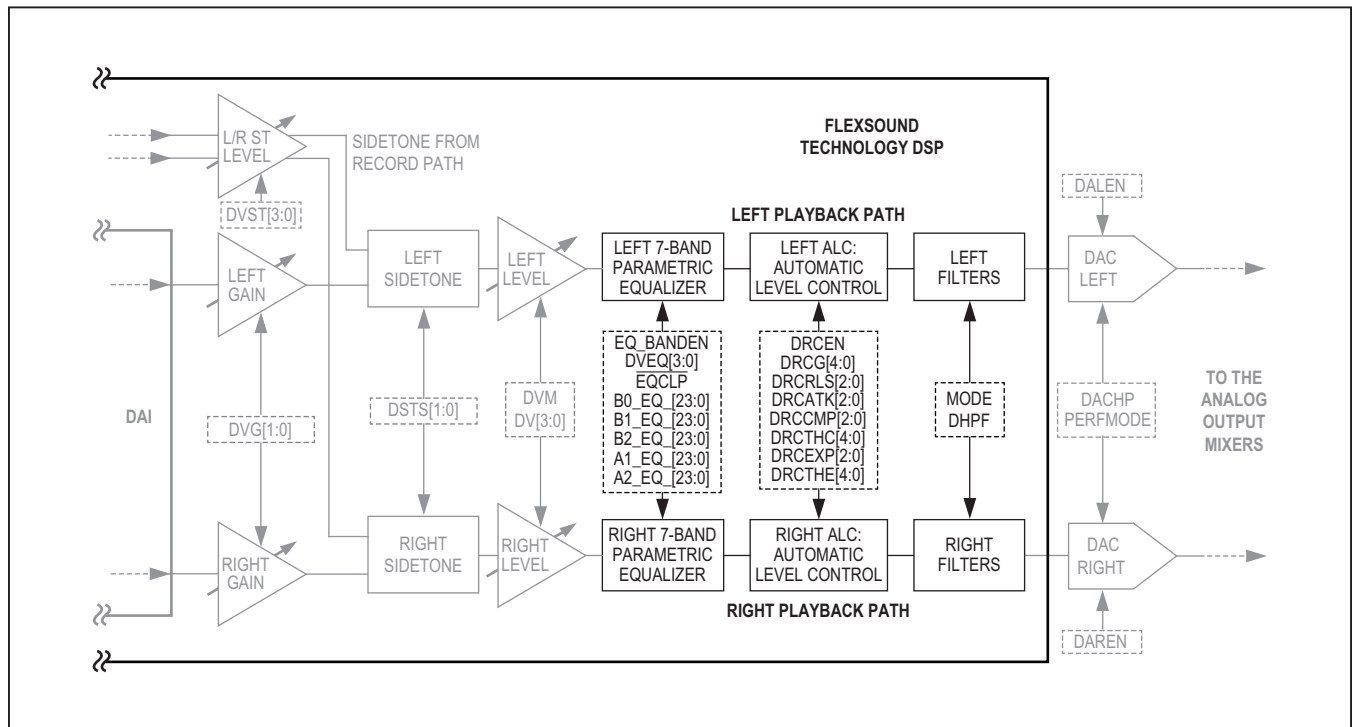 FLEXSOUND
TECHNOLOGY DSP
L/R ST
LEVEL
SIDETONE FROM
RECORD PATH
DVST[3:0]
LEFT PLAYBACK PATH
DALEN
LEFT
GAIN
LEFT
SIDETONE
LEFT
LEVEL
LEFT 7-BAND
PARAMETRIC
EQUALIZER
LEFT ALC:
AUTOMATIC
LEVEL CONTROL
LEFT
FILTERS
DAC
LEFT
DAI
DVG[1:0]
DSTS[1:0]
DVM
DV[3:0]
EQ_BANDEN
DVEQ[3:0]
EQCLP
B0_EQ_[23:0]
B1_EQ_[23:0]
B2_EQ_[23:0]
A1_EQ_[23:0]
A2_EQ_[23:0]
DRCEN
DRCG[4:0]
DRCRLS[2:0]
DRCATK[2:0]
DRCCMP[2:0]
DRCTHC[4:0]
DRCEXP[2:0]
DRCTHE[4:0]
MODE
DHPF
DACHP
PERFMODE
TO THE
ANALOG
OUTPUT
MIXERS
RIGHT
GAIN
RIGHT
SIDETONE
RIGHT
LEVEL
RIGHT 7-BAND
PARAMETRIC
EQUALIZER
RIGHT ALC:
AUTOMATIC
LEVEL CONTROL
RIGHT
FILTERS
DAC
RIGHT
RIGHT PLAYBACK PATH
DAREN